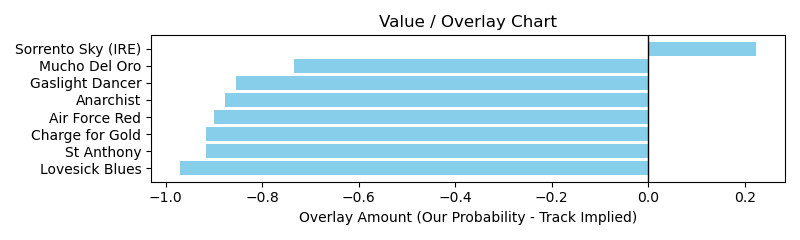 Value / Overlay Chart
Sorrento Sky (IRE)
Mucho Del Oro
Gaslight Dancer
Anarchist
Air Force Red
Charge for Gold
St Anthony
Lovesick Blues
−1.0 −0.8 −0.6 −0.4 −0.2 0.0 0.2
Overlay Amount (Our Probability - Track Implied)